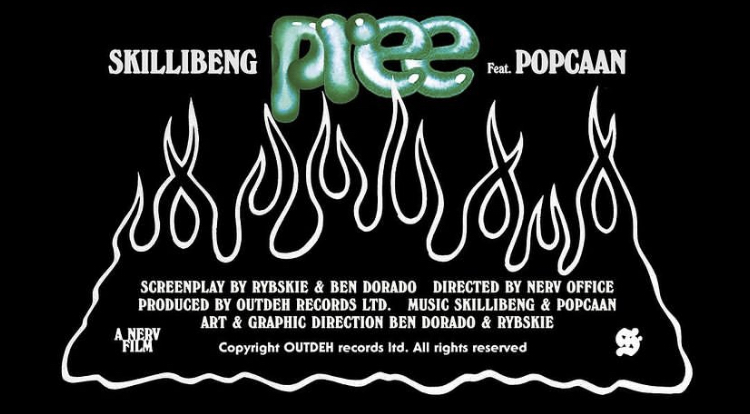 SKILLIBENG priee Feat. POPCAAN
SCREENPLAY BY RYBSKIE & BEN DORADO DIRECTED BY NERV OFFICE
PRODUCED BY OUTDEH RECORDS LTD. MUSIC SKILLIBENG & POPCAAN
ART & GRAPHIC DIRECTION BEN DORADO & RYBSKIE
A NERV
FILM
Copyright OUTDEH records ltd. All rights reserved